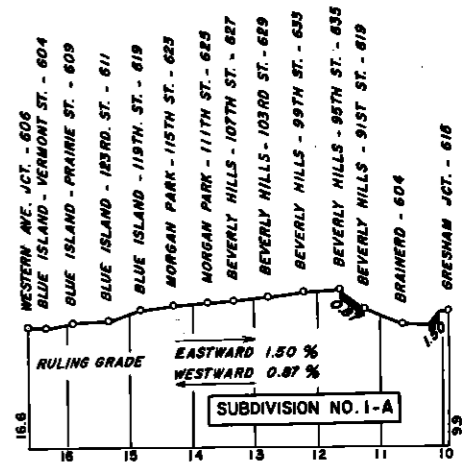 WESTERN AVE. JCT. - 606
BLUE ISLAND - VERMONT ST. - 604
BLUE ISLAND - PRAIRIE ST. - 609
BLUE ISLAND - 123RD. ST. - 611
BLUE ISLAND - 119TH. ST. - 619
MORGAN PARK - 115TH ST. - 623
MORGAN PARK - 111TH ST. - 625
BEVERLY HILLS - 107TH ST. - 627
BEVERLY HILLS - 103RD ST. - 629
BEVERLY HILLS - 99TH ST. - 633
BEVERLY HILLS - 95TH ST. - 635
BEVERLY HILLS - 91ST ST. - 619
BRAINERD - 604
GRESHAM JCT. - 616
0.87
1.50
RULING GRADE
EASTWARD 1.50 %
WESTWARD 0.87 %
SUBDIVISION NO. 1-A
16.6
9.9
16 15 14 13 12 11 10